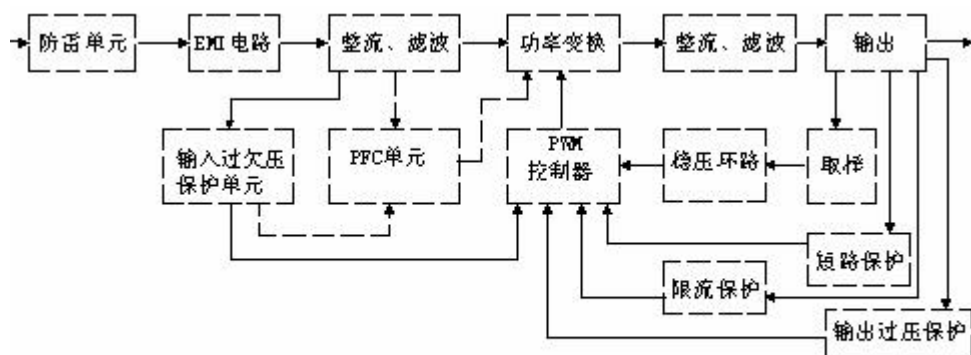 防雷单元
EMI电路
整流、滤波
功率变换
整流、滤波
输出
输入过欠压
保护单元
PFC单元
PWM
控制器
稳压环路
取样
短路保护
限流保护
输出过压保护